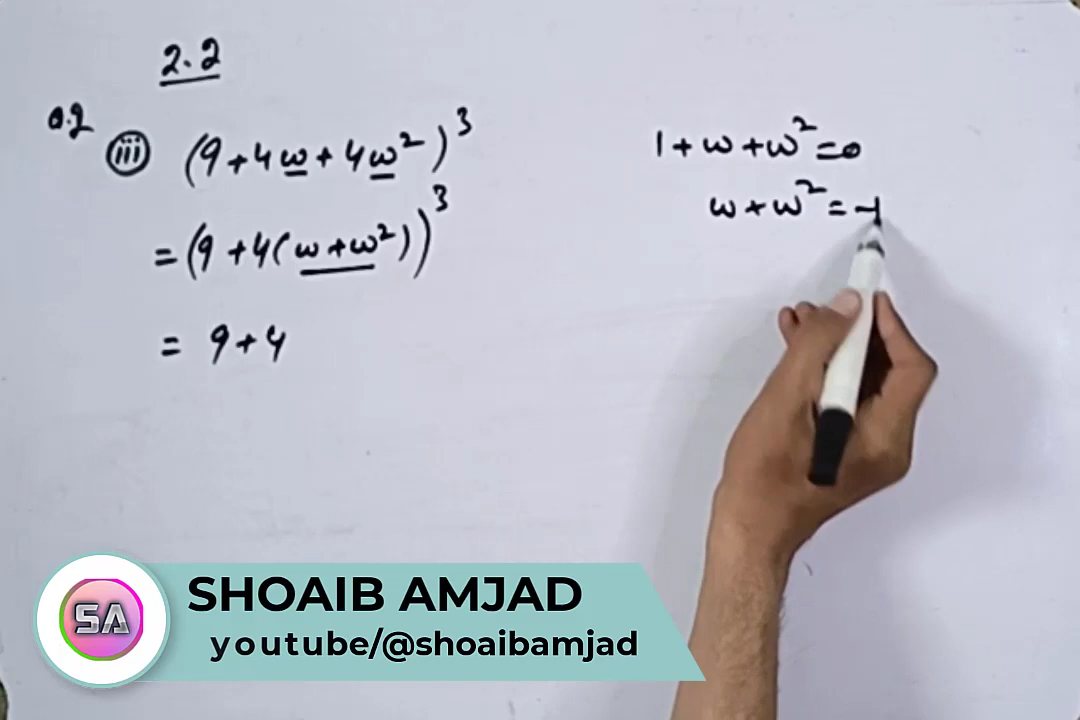 2.2
Q.2 (iii) (9+4ω+4ω²)³
= (9+4(ω+ω²))³
= 9+4
1+ω+ω²=0
ω+ω²=-1
SA
SHOAIB AMJAD
youtube/@shoaibamjad